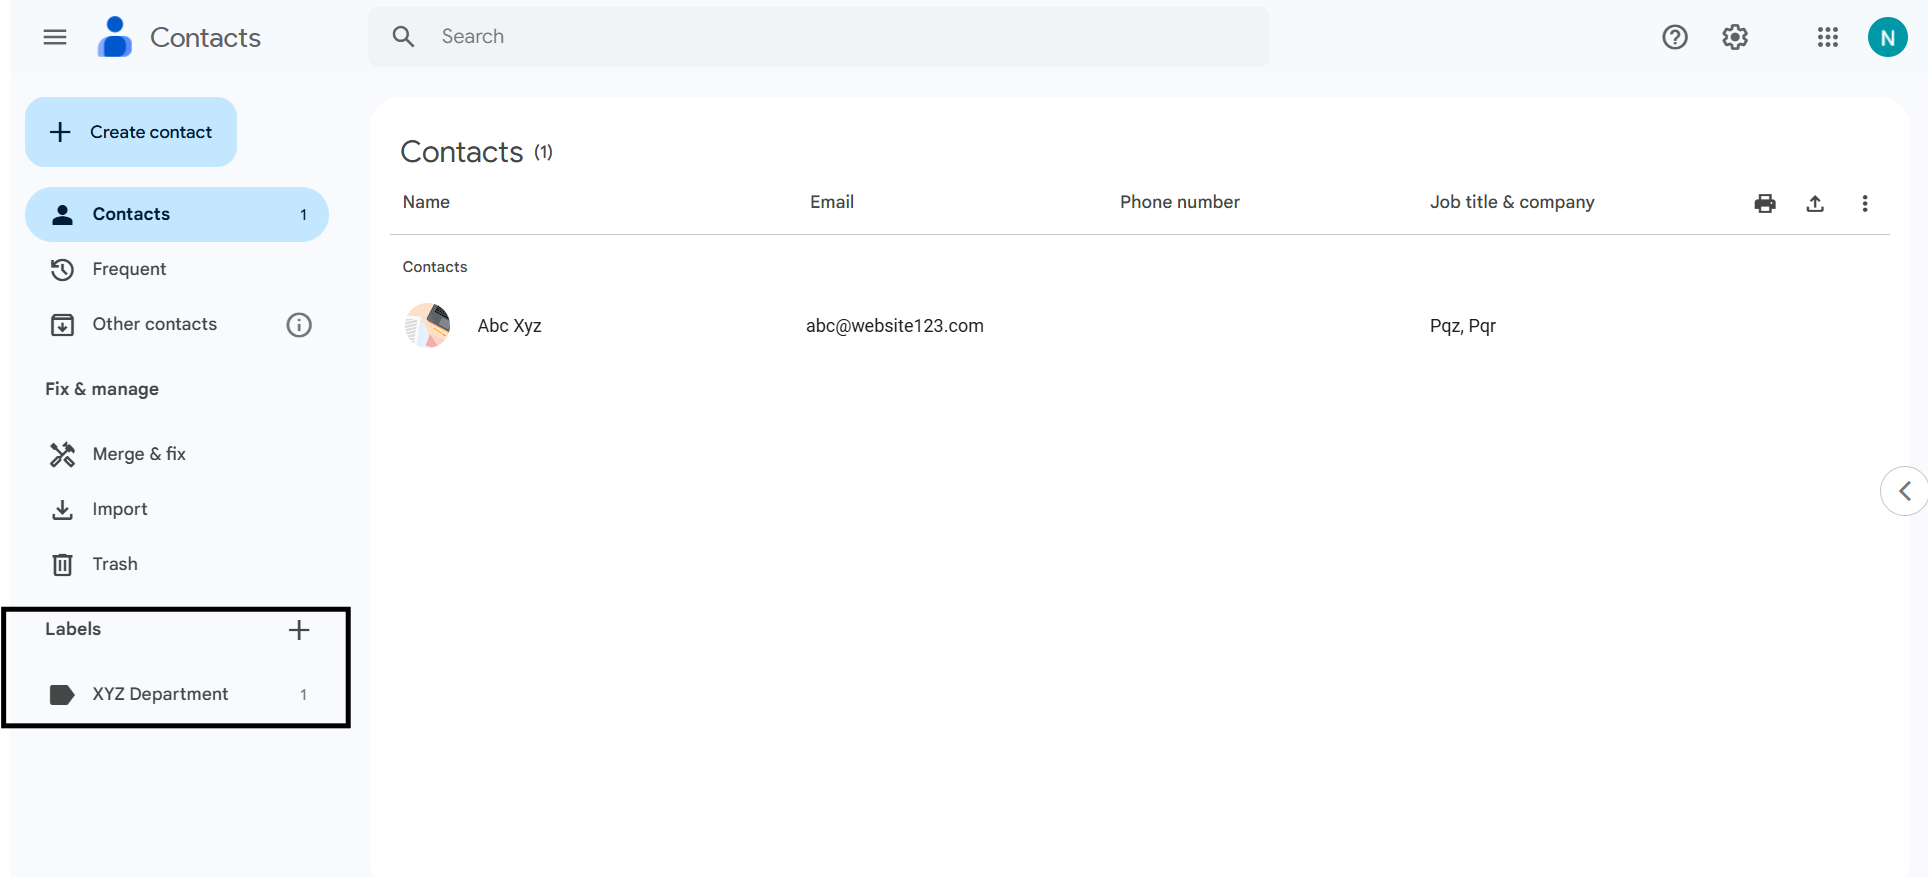 Contacts
Search
N
Create contact
Contacts 1
Frequent
Other contacts
Fix & manage
Merge & fix
Import
Trash
Labels
XYZ Department 1
Contacts (1)
Name Email Phone number Job title & company
Contacts
Abc Xyz abc@website123.com Pqz, Pqr